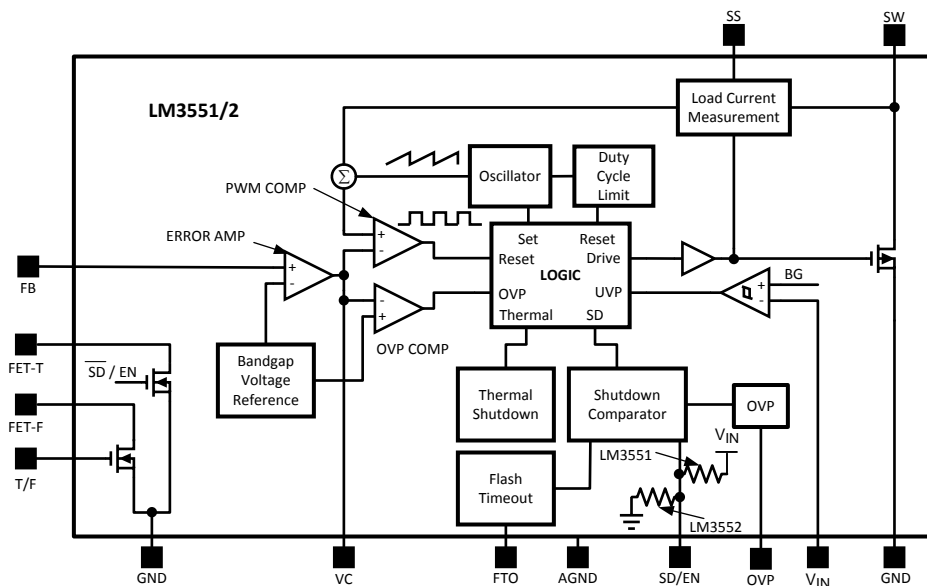 SS
SW
LM3551/2
Load Current
Measurement
Σ
Oscillator
Duty
Cycle
Limit
PWM COMP
ERROR AMP
+
-
+
-
Set
Reset
Reset
Drive
LOGIC
OVP
UVP
Thermal
SD
BG
+
-
-
+
FB
OVP COMP
FET-T
SD / EN
Bandgap
Voltage
Reference
Thermal
Shutdown
Shutdown
Comparator
OVP
FET-F
VIN
LM3551
T/F
Flash
Timeout
LM3552
GND
VC
FTO
AGND
SD/EN
OVP
VIN
GND